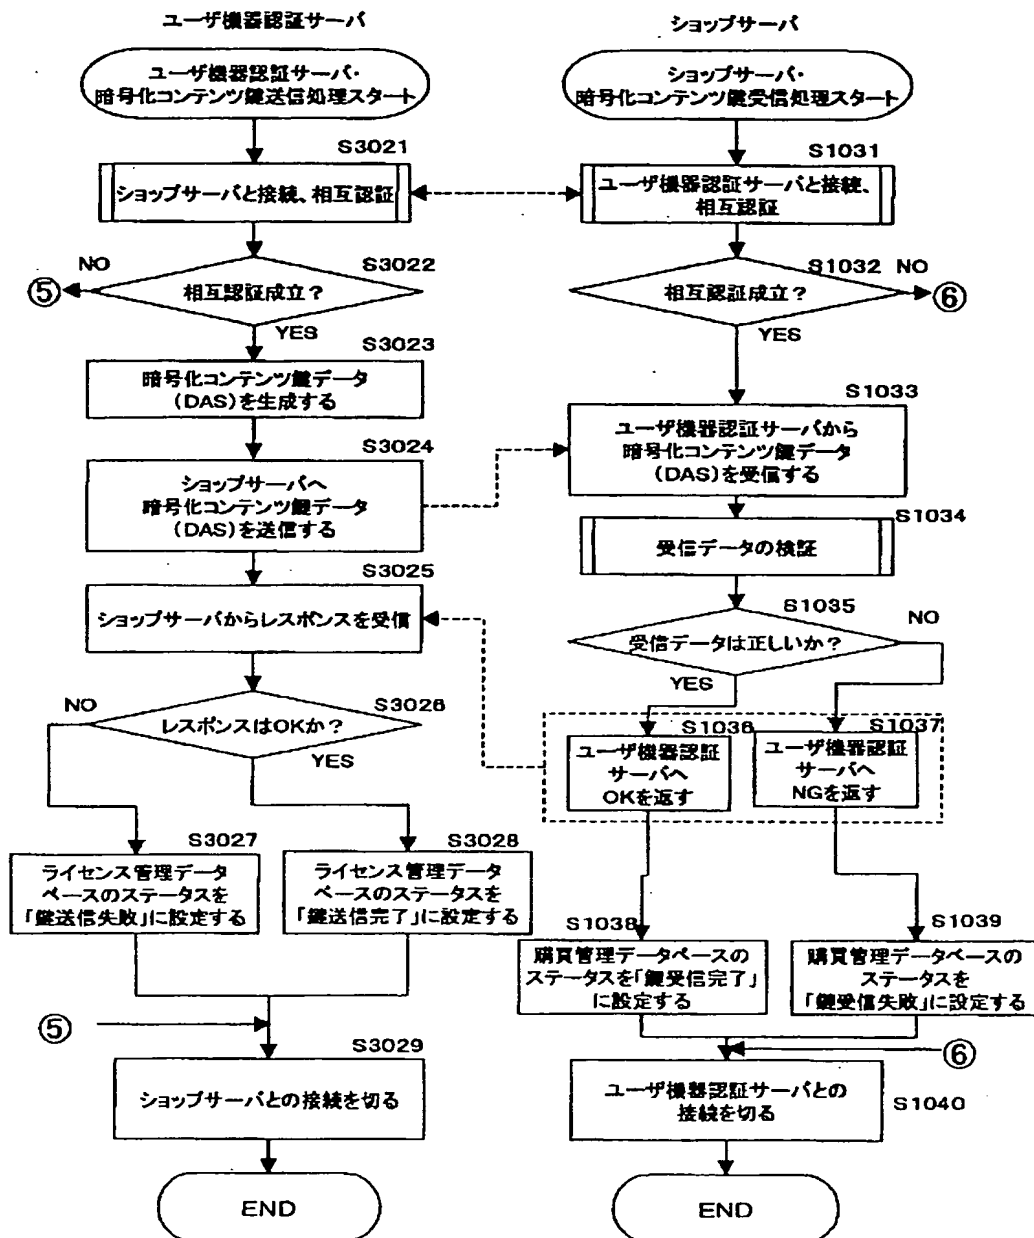 ユーザ機器認証サーバ
ショップサーバ
ユーザ機器認証サーバ・
暗号化コンテンツ鍵送信処理スタート
ショップサーバ・
暗号化コンテンツ鍵受信処理スタート
S3021
ショップサーバと接続、相互認証
S1031
ユーザ機器認証サーバと接続、
相互認証
NO
S3022
⑤
相互認証成立？
YES
S1032
NO
相互認証成立？
⑥
YES
S3023
暗号化コンテンツ鍵データ
（DAS）を生成する
S3024
ショップサーバへ
暗号化コンテンツ鍵データ
（DAS）を送信する
S1033
ユーザ機器認証サーバから
暗号化コンテンツ鍵データ
（DAS）を受信する
S1034
受信データの検証
S3025
ショップサーバからレスポンスを受信
S1035
NO
受信データは正しいか？
YES
NO
S3026
レスポンスはOKか？
YES
S1036
ユーザ機器認証
サーバへ
OKを返す
S1037
ユーザ機器認証
サーバへ
NGを返す
S3027
ライセンス管理データ
ベースのステータスを
「鍵送信失敗」に設定する
S3028
ライセンス管理データ
ベースのステータスを
「鍵送信完了」に設定する
S1038
購買管理データベースの
ステータスを「鍵受信完了」
に設定する
S1039
購買管理データベースの
ステータスを
「鍵受信失敗」に設定する
⑤
⑥
S3029
ショップサーバとの接続を切る
ユーザ機器認証サーバとの
接続を切る
S1040
END
END